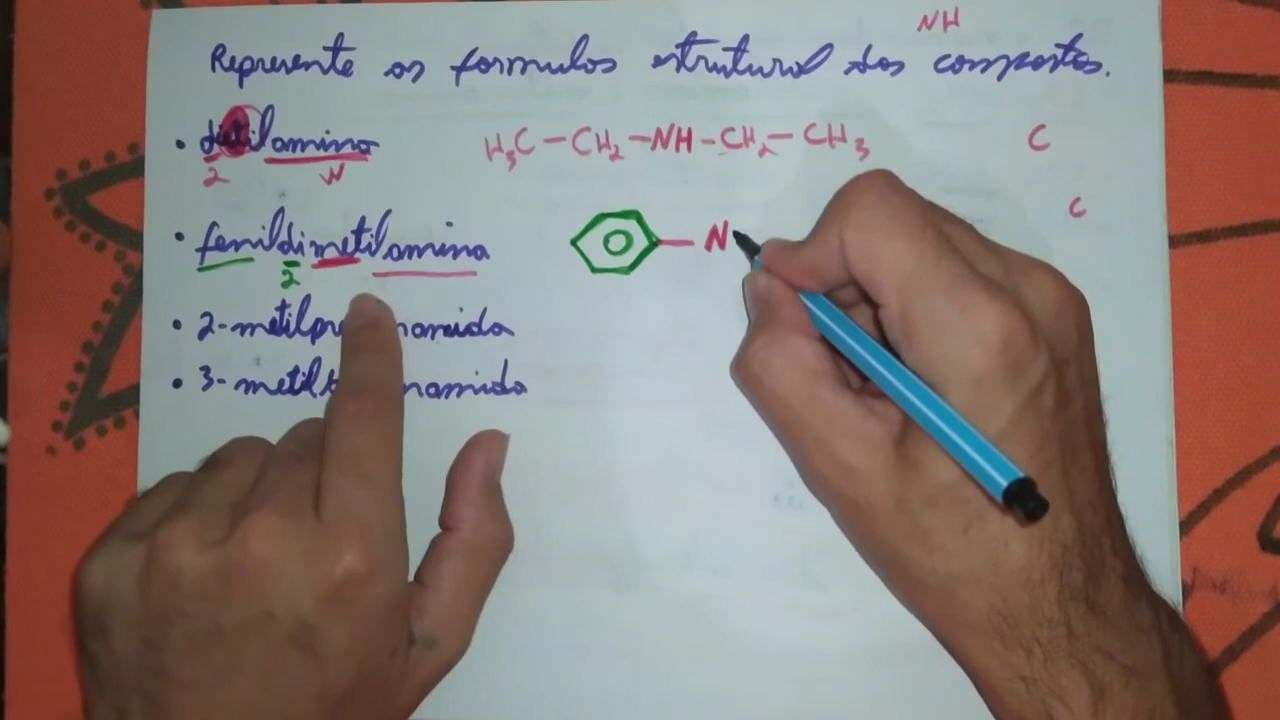 NH
Represente as formulas estrutural dos compostos.
• dietilamina H₃C – CH₂ – NH – CH₂ – CH₃ C
2 N
C
• fenildimetilamina N
2
• 2-metilpr namida
• 3-metil namida